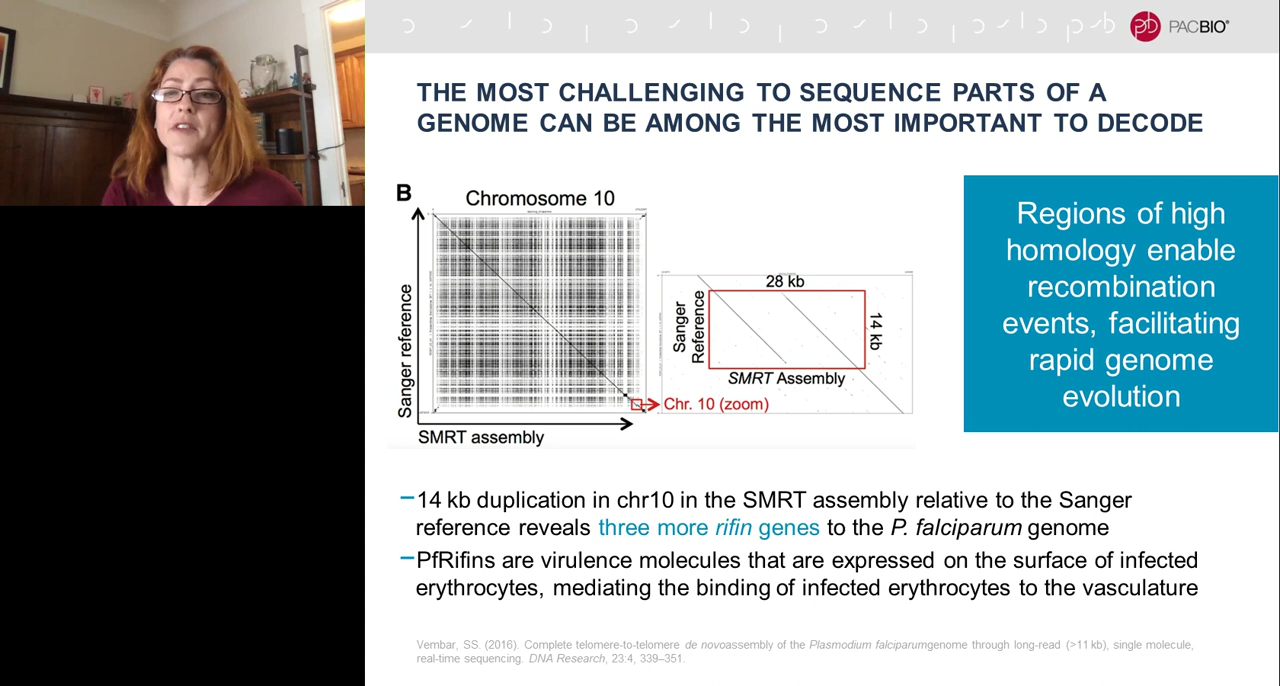 PACBIO®
THE MOST CHALLENGING TO SEQUENCE PARTS OF A
GENOME CAN BE AMONG THE MOST IMPORTANT TO DECODE
B
Chromosome 10
Sanger reference
SMRT assembly
Chr. 10 (zoom)
28 kb
Sanger
Reference
14 kb
SMRT Assembly
Regions of high
homology enable
recombination
events, facilitating
rapid genome
evolution
–14 kb duplication in chr10 in the SMRT assembly relative to the Sanger
reference reveals three more rifin genes to the P. falciparum genome
–PfRifins are virulence molecules that are expressed on the surface of infected
erythrocytes, mediating the binding of infected erythrocytes to the vasculature
Vembar, SS. (2016). Complete telomere-to-telomere de novoassembly of the Plasmodium falciparumgenome through long-read (>11 kb), single molecule,
real-time sequencing. DNA Research, 23:4, 339–351.